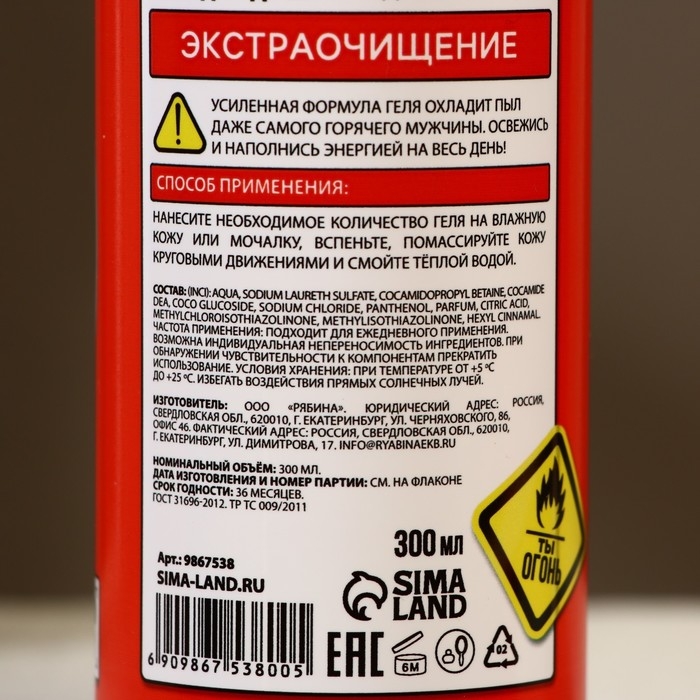 ЭКСТРАОЧИЩЕНИЕ
УСИЛЕННАЯ ФОРМУЛА ГЕЛЯ ОХЛАДИТ ПЫЛ
ДАЖЕ САМОГО ГОРЯЧЕГО МУЖЧИНЫ. ОСВЕЖИСЬ
И НАПОЛНИСЬ ЭНЕРГИЕЙ НА ВЕСЬ ДЕНЬ!
СПОСОБ ПРИМЕНЕНИЯ:
НАНЕСИТЕ НЕОБХОДИМОЕ КОЛИЧЕСТВО ГЕЛЯ НА ВЛАЖНУЮ
КОЖУ ИЛИ МОЧАЛКУ, ВСПЕНЬТЕ, ПОМАССИРУЙТЕ КОЖУ
КРУГОВЫМИ ДВИЖЕНИЯМИ И СМОЙТЕ ТЁПЛОЙ ВОДОЙ.
СОСТАВ: (INCI): AQUA, SODIUM LAURETH SULFATE, COCAMIDOPROPYL BETAINE, COCAMIDE
DEA, COCO GLUCOSIDE, SODIUM CHLORIDE, PANTHENOL, PARFUM, CITRIC ACID,
METHYLCHLOROISOTHIAZOLINONE, METHYLISOTHIAZOLINONE, HEXYL CINNAMAL.
ЧАСТОТА ПРИМЕНЕНИЯ: ПОДХОДИТ ДЛЯ ЕЖЕДНЕВНОГО ПРИМЕНЕНИЯ.
ВОЗМОЖНА ИНДИВИДУАЛЬНАЯ НЕПЕРЕНОСИМОСТЬ ИНГРЕДИЕНТОВ. ПРИ
ОБНАРУЖЕНИИ ЧУВСТВИТЕЛЬНОСТИ К КОМПОНЕНТАМ ПРЕКРАТИТЬ
ИСПОЛЬЗОВАНИЕ. УСЛОВИЯ ХРАНЕНИЯ: ПРИ ТЕМПЕРАТУРЕ ОТ +5 ºС
ДО +25 ºС. ИЗБЕГАТЬ ВОЗДЕЙСТВИЯ ПРЯМЫХ СОЛНЕЧНЫХ ЛУЧЕЙ.
ИЗГОТОВИТЕЛЬ: ООО «РЯБИНА». ЮРИДИЧЕСКИЙ АДРЕС: РОССИЯ,
СВЕРДЛОВСКАЯ ОБЛ., 620010, Г. ЕКАТЕРИНБУРГ, УЛ. ЧЕРНЯХОВСКОГО, 86,
ОФИС 46. ФАКТИЧЕСКИЙ АДРЕС: РОССИЯ, СВЕРДЛОВСКАЯ ОБЛ., 620010,
Г. ЕКАТЕРИНБУРГ, УЛ. ДИМИТРОВА, 17. INFO@RYABINAEKB.RU
НОМИНАЛЬНЫЙ ОБЪЁМ: 300 МЛ.
ДАТА ИЗГОТОВЛЕНИЯ И НОМЕР ПАРТИИ: СМ. НА ФЛАКОНЕ
СРОК ГОДНОСТИ: 36 МЕСЯЦЕВ.
ГОСТ 31696-2012. ТР ТС 009/2011
ТЫ
ОГОНЬ
300 МЛ
Арт.: 9867538
SIMA-LAND.RU
SIMA
LAND
6 909867 538005
EAC
6M
02